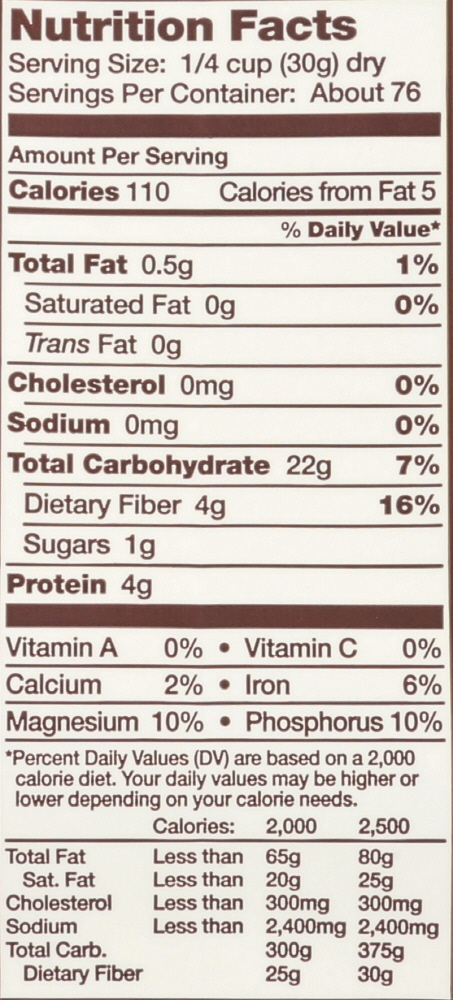 Nutrition Facts
Serving Size: 1/4 cup (30g) dry
Servings Per Container: About 76
Amount Per Serving
Calories 110 Calories from Fat 5
% Daily Value*
Total Fat 0.5g 1%
Saturated Fat 0g 0%
Trans Fat 0g
Cholesterol 0mg 0%
Sodium 0mg 0%
Total Carbohydrate 22g 7%
Dietary Fiber 4g 16%
Sugars 1g
Protein 4g
Vitamin A 0% • Vitamin C 0%
Calcium 2% • Iron 6%
Magnesium 10% • Phosphorus 10%
*Percent Daily Values (DV) are based on a 2,000
calorie diet. Your daily values may be higher or
lower depending on your calorie needs.
Calories: 2,000 2,500
Total Fat Less than 65g 80g
Sat. Fat Less than 20g 25g
Cholesterol Less than 300mg 300mg
Sodium Less than 2,400mg 2,400mg
Total Carb. 300g 375g
Dietary Fiber 25g 30g